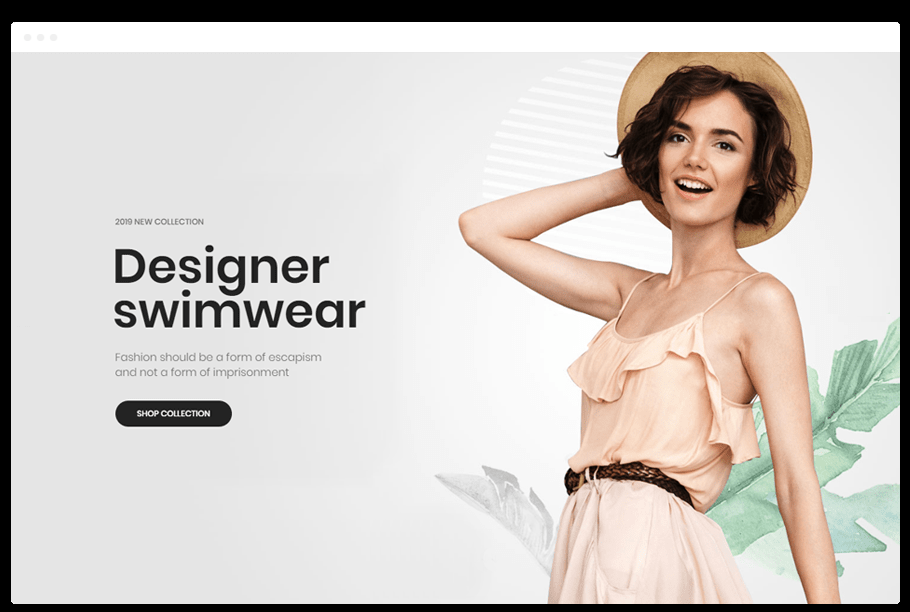 2019 NEW COLLECTION
Designer
swimwear
Fashion should be a form of escapism
and not a form of imprisonment
SHOP COLLECTION